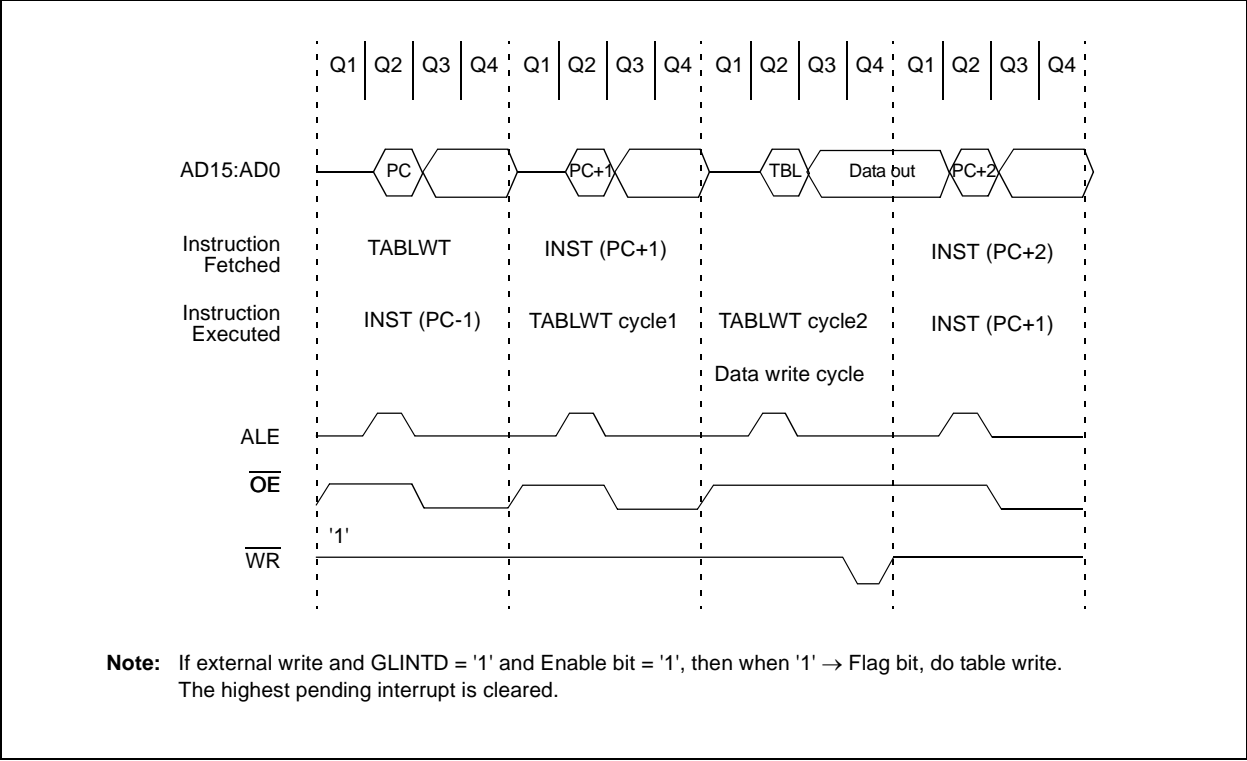 Q1 Q2 Q3 Q4 Q1 Q2 Q3 Q4 Q1 Q2 Q3 Q4 Q1 Q2 Q3 Q4
AD15:AD0 PC PC+1 TBL Data out PC+2
Instruction Fetched TABLWT INST (PC+1) INST (PC+2)
Instruction Executed INST (PC-1) TABLWT cycle1 TABLWT cycle2 INST (PC+1)
Data write cycle
ALE
OE
'1'
WR
Note: If external write and GLINTD = '1' and Enable bit = '1', then when '1' → Flag bit, do table write.
The highest pending interrupt is cleared.